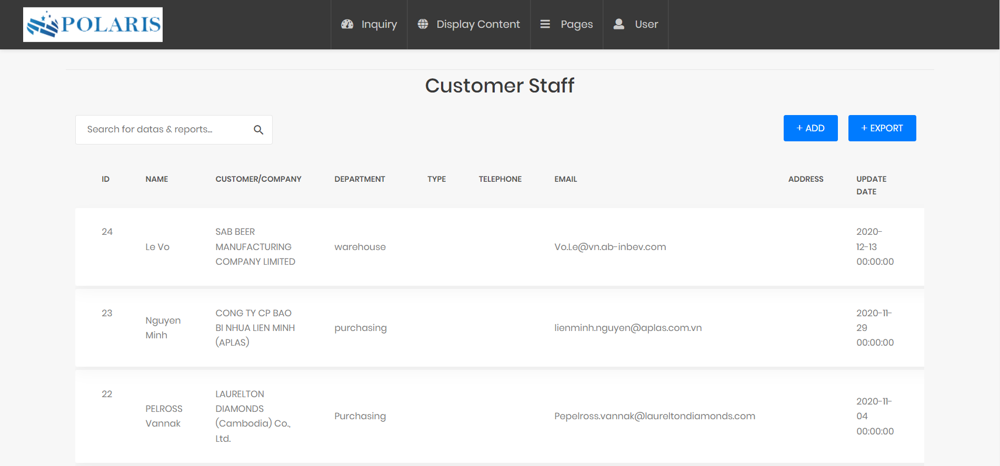 POLARIS
Inquiry
Display Content
Pages
User
Customer Staff
Search for datas & reports...
+ ADD
+ EXPORT
ID NAME CUSTOMER/COMPANY DEPARTMENT TYPE TELEPHONE EMAIL ADDRESS UPDATE
DATE
24
Le Vo
SAB BEER
MANUFACTURING
COMPANY LIMITED
warehouse
Vo.Le@vn.ab-inbev.com
2020-
12-13
00:00:00
23
Nguyen
Minh
CONG TY CP BAO
BI NHUA LIEN MINH
(APLAS)
purchasing
lienminh.nguyen@aplas.com.vn
2020-11-
29
00:00:00
22
PELROSS
Vannak
LAURELTON
DIAMONDS
(Cambodia) Co.,
Ltd.
Purchasing
Pepelross.vannak@laureltondiamonds.com
2020-11-
04
00:00:00